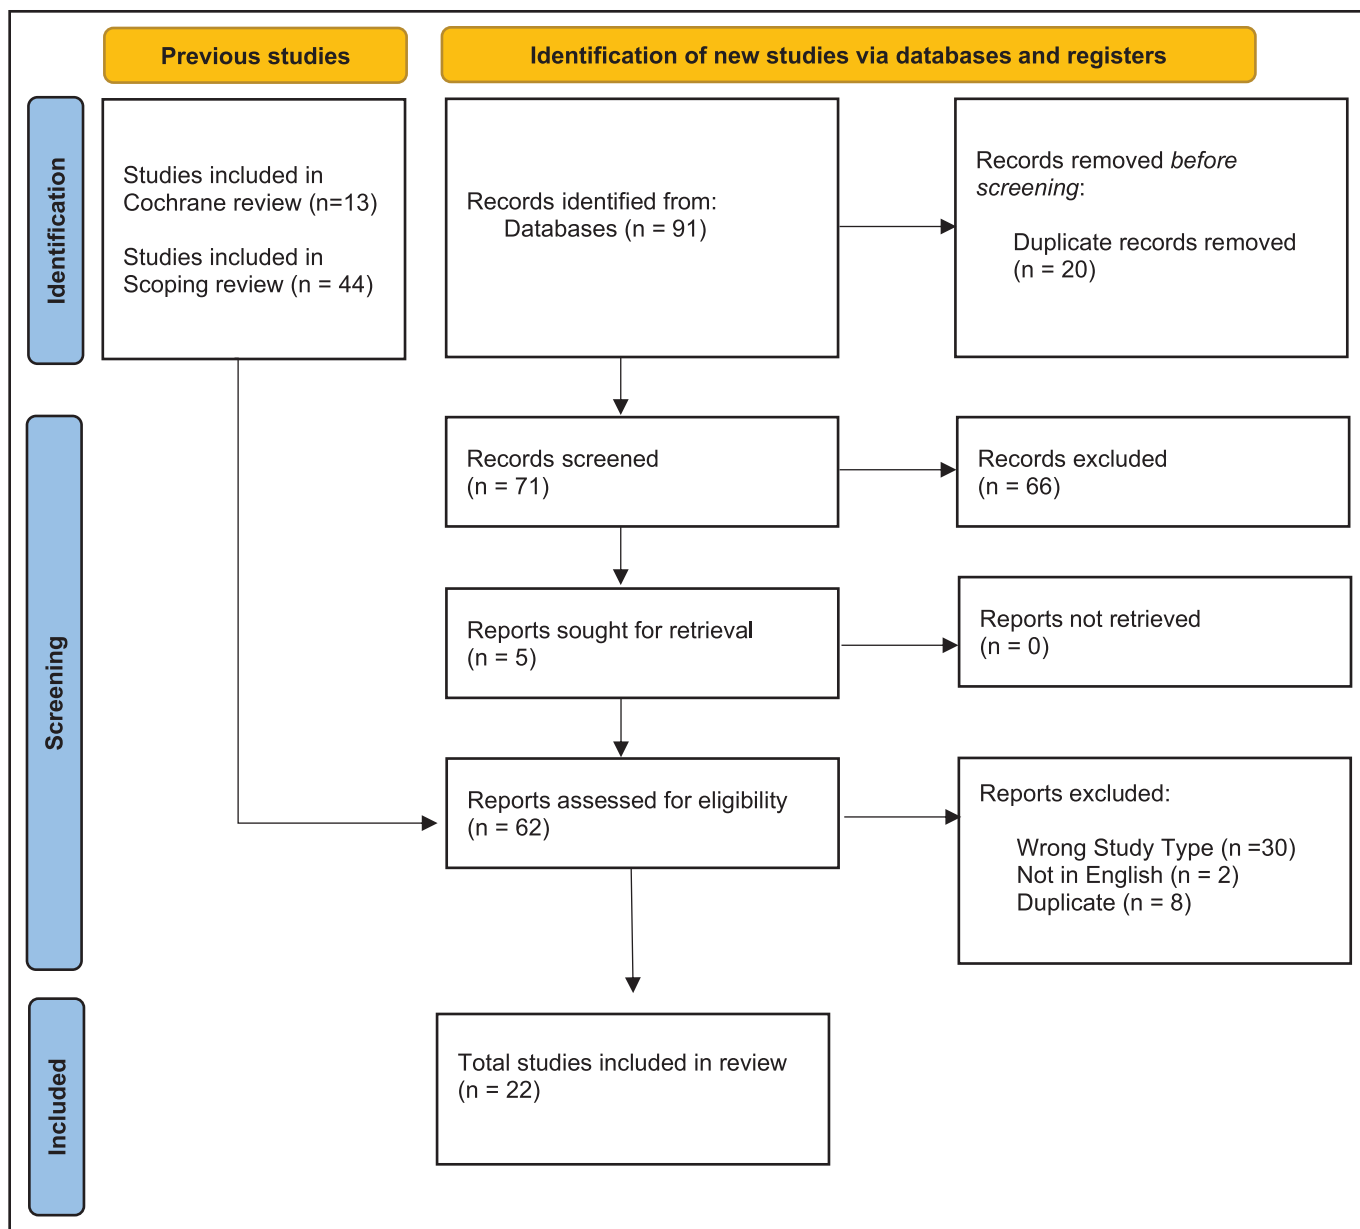 Previous studies
Identification of new studies via databases and registers
Identification
Studies included in
Cochrane review (n=13)
Studies included in
Scoping review (n = 44)
Records identified from:
Databases (n = 91)
Records removed before
screening:
Duplicate records removed
(n = 20)
Screening
Records screened
(n = 71)
Records excluded
(n = 66)
Reports sought for retrieval
(n = 5)
Reports not retrieved
(n = 0)
Reports assessed for eligibility
(n = 62)
Reports excluded:
Wrong Study Type (n =30)
Not in English (n = 2)
Duplicate (n = 8)
Included
Total studies included in review
(n = 22)